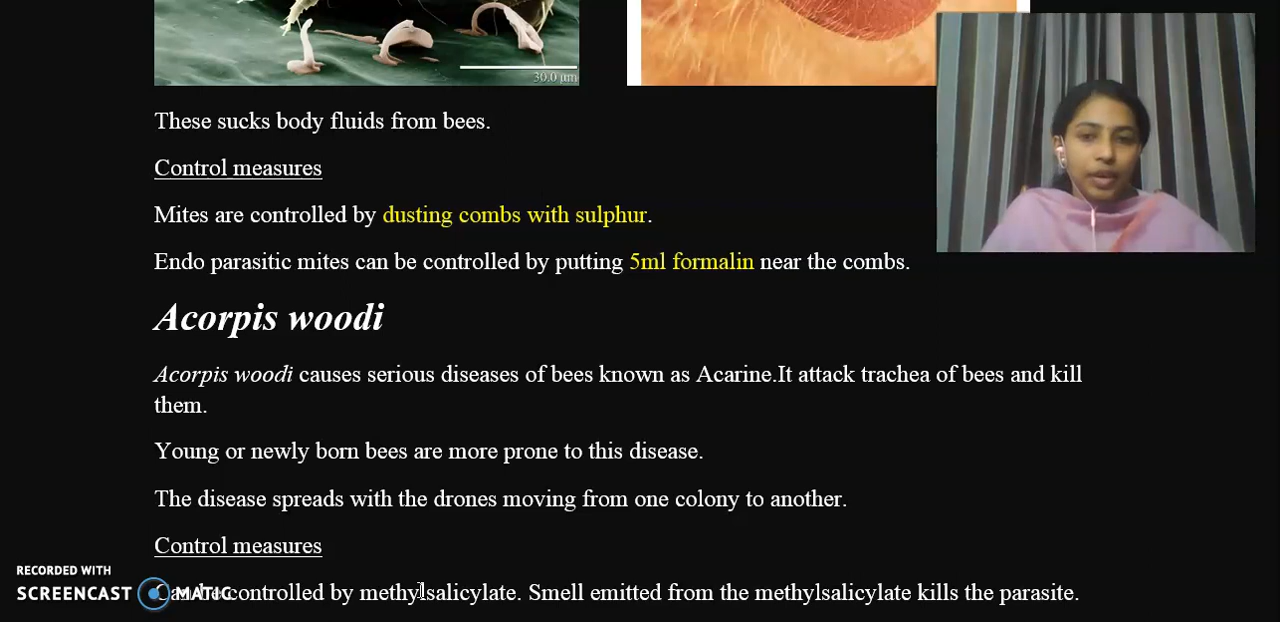 30.0 µm
These sucks body fluids from bees.
Control measures
Mites are controlled by dusting combs with sulphur.
Endo parasitic mites can be controlled by putting 5ml formalin near the combs.
Acorpis woodi
Acorpis woodi causes serious diseases of bees known as Acarine.It attack trachea of bees and kill
them.
Young or newly born bees are more prone to this disease.
The disease spreads with the drones moving from one colony to another.
Control measures
RECORDED WITH
SCREENCAST MATIC
controlled by methylsalicylate. Smell emitted from the methylsalicylate kills the parasite.